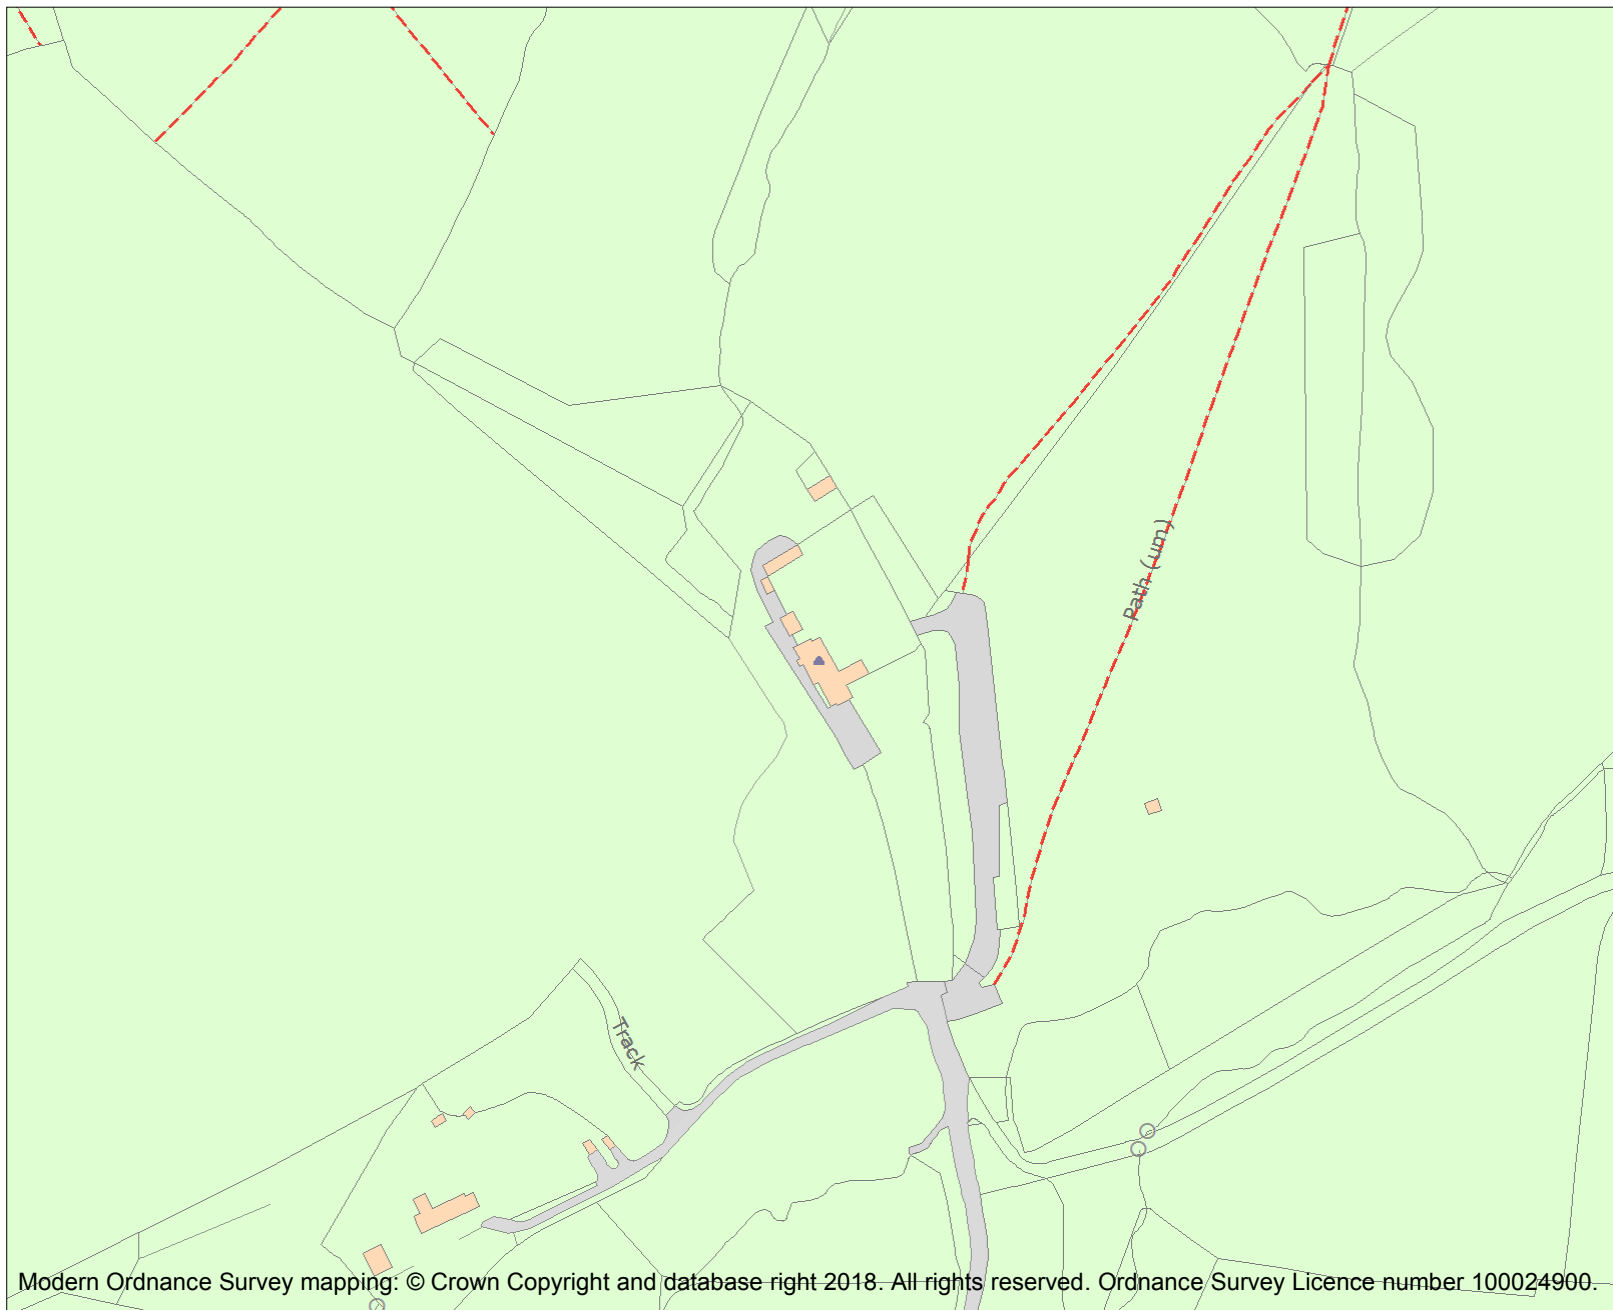 Path (um)
Track
Modern Ordnance Survey mapping: © Crown Copyright and database right 2018. All rights reserved. Ordnance Survey Licence number 100024900.